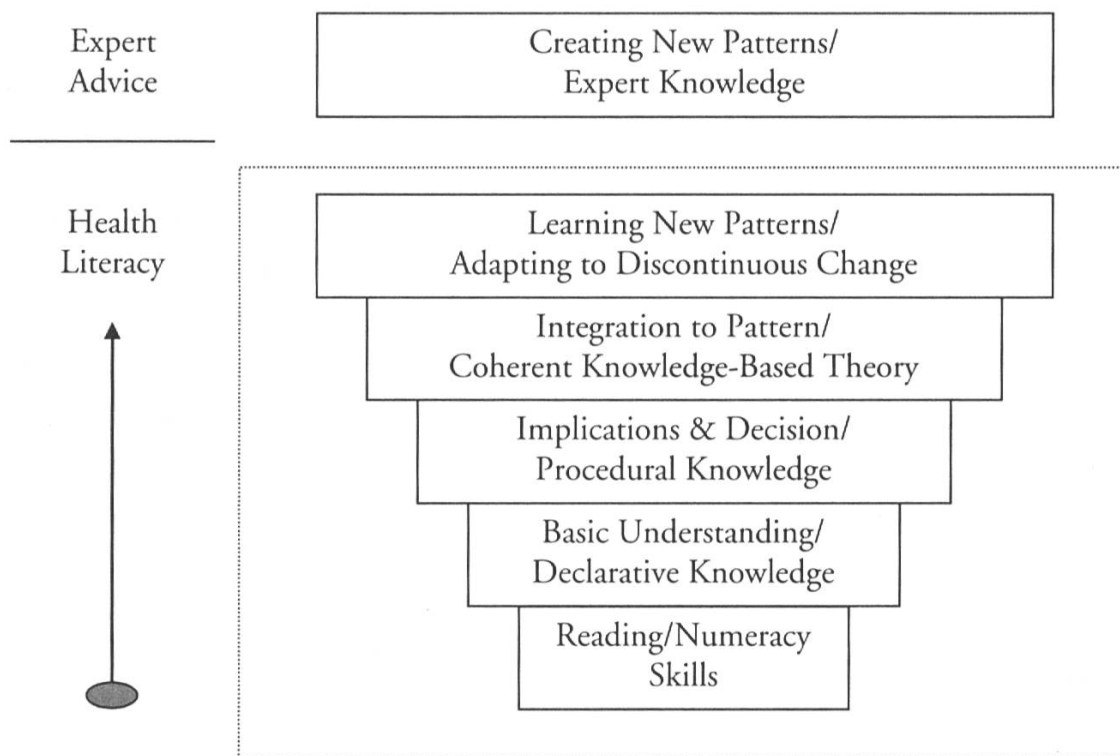 Expert
Advice
Creating New Patterns/
Expert Knowledge
Health
Literacy
Learning New Patterns/
Adapting to Discontinuous Change
Integration to Pattern/
Coherent Knowledge-Based Theory
Implications & Decision/
Procedural Knowledge
Basic Understanding/
Declarative Knowledge
Reading/Numeracy
Skills